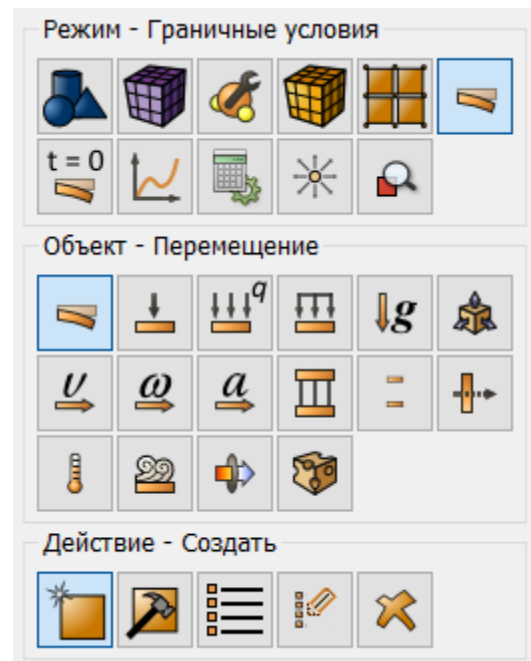 Режим - Граничные условия
t = 0
Объект - Перемещение
q
g
υ ω a
Действие - Создать